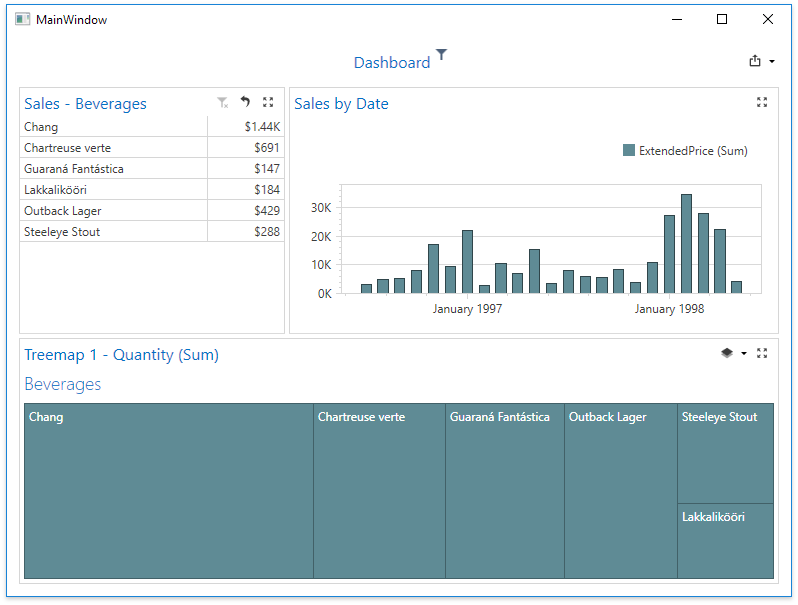 MainWindow
Dashboard
Sales - Beverages
Chang $1.44K
Chartreuse verte $691
Guaraná Fantástica $147
Lakkalikööri $184
Outback Lager $429
Steeleye Stout $288
Sales by Date
ExtendedPrice (Sum)
30K
20K
10K
0K
January 1997 January 1998
Treemap 1 - Quantity (Sum)
Beverages
Chang Chartreuse verte Guaraná Fantástica Outback Lager Steeleye Stout
Lakkalikööri